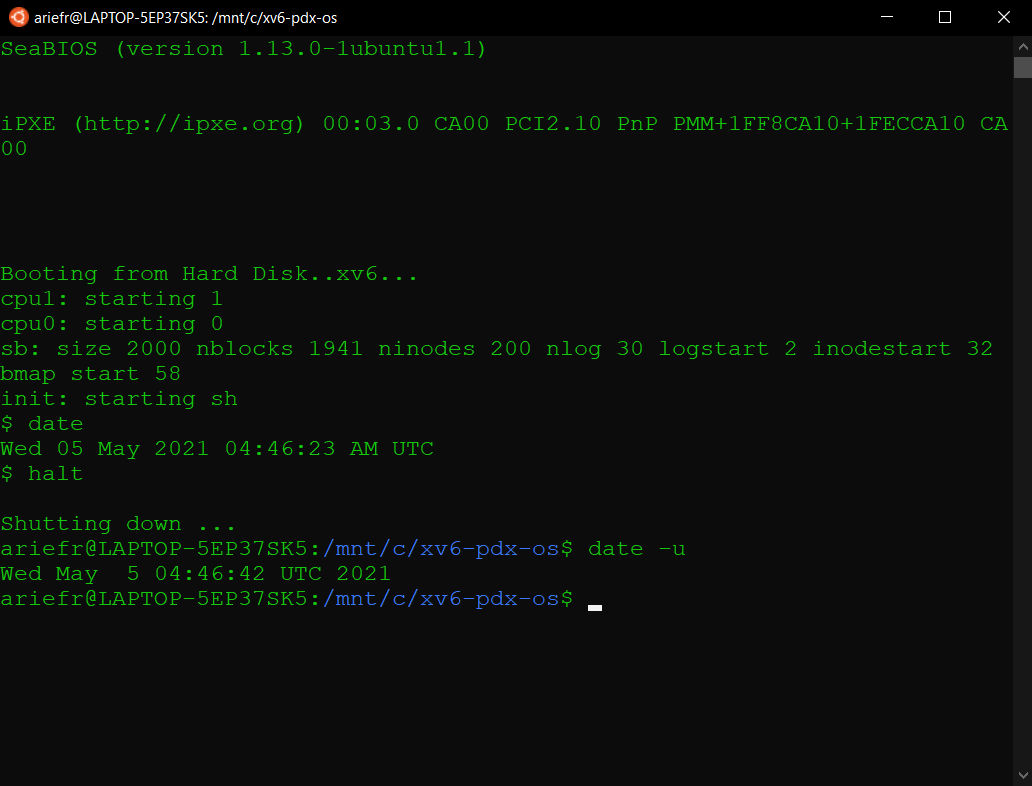 ariefr@LAPTOP-5EP37SK5: /mnt/c/xv6-pdx-os
SeaBIOS (version 1.13.0-1ubuntu1.1)
iPXE (http://ipxe.org) 00:03.0 CA00 PCI2.10 PnP PMM+1FF8CA10+1FECCA10 CA
00
Booting from Hard Disk..xv6...
cpu1: starting 1
cpu0: starting 0
sb: size 2000 nblocks 1941 ninodes 200 nlog 30 logstart 2 inodestart 32
bmap start 58
init: starting sh
$ date
Wed 05 May 2021 04:46:23 AM UTC
$ halt
Shutting down ...
ariefr@LAPTOP-5EP37SK5:/mnt/c/xv6-pdx-os$ date -u
Wed May  5 04:46:42 UTC 2021
ariefr@LAPTOP-5EP37SK5:/mnt/c/xv6-pdx-os$